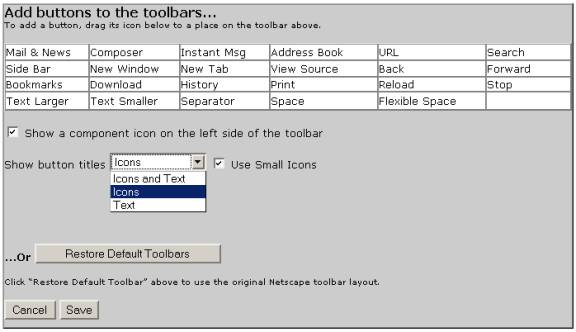 Add buttons to the toolbars...
To add a button, drag its icon below to a place on the toolbar above.
Mail & News Composer Instant Msg Address Book URL Search
Side Bar New Window New Tab View Source Back Forward
Bookmarks Download History Print Reload Stop
Text Larger Text Smaller Separator Space Flexible Space
Show a component icon on the left side of the toolbar
Show button titles Icons Use Small Icons
Icons and Text
Icons
Text
...Or Restore Default Toolbars
Click "Restore Default Toolbar" above to use the original Netscape toolbar layout.
Cancel Save